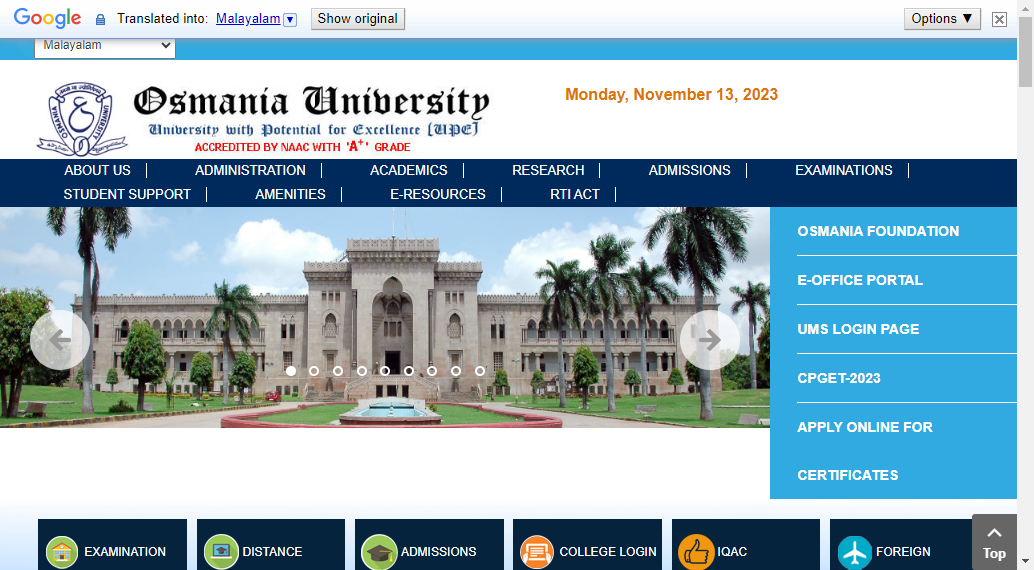 Google Translated into: Malayalam Show original Options ▼
Malayalam
Osmania University
University with Potential for Excellence [UPE]
ACCREDITED BY NAAC WITH 'A+' GRADE
Monday, November 13, 2023
ABOUT US ADMINISTRATION ACADEMICS RESEARCH ADMISSIONS EXAMINATIONS
STUDENT SUPPORT AMENITIES E-RESOURCES RTI ACT
OSMANIA FOUNDATION
E-OFFICE PORTAL
UMS LOGIN PAGE
CPGET-2023
APPLY ONLINE FOR
CERTIFICATES
EXAMINATION DISTANCE ADMISSIONS COLLEGE LOGIN IQAC FOREIGN
Top